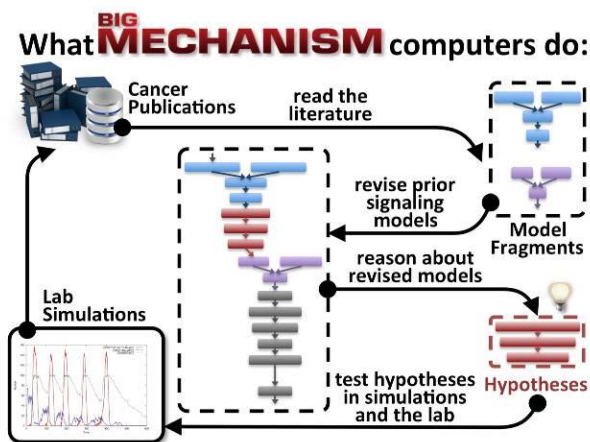 What BIG MECHANISM computers do:
Cancer
Publications
read the
literature
revise prior
signaling
models
Model
Fragments
reason about
revised models
Lab
Simulations
Hypotheses
test hypotheses
in simulations
and the lab